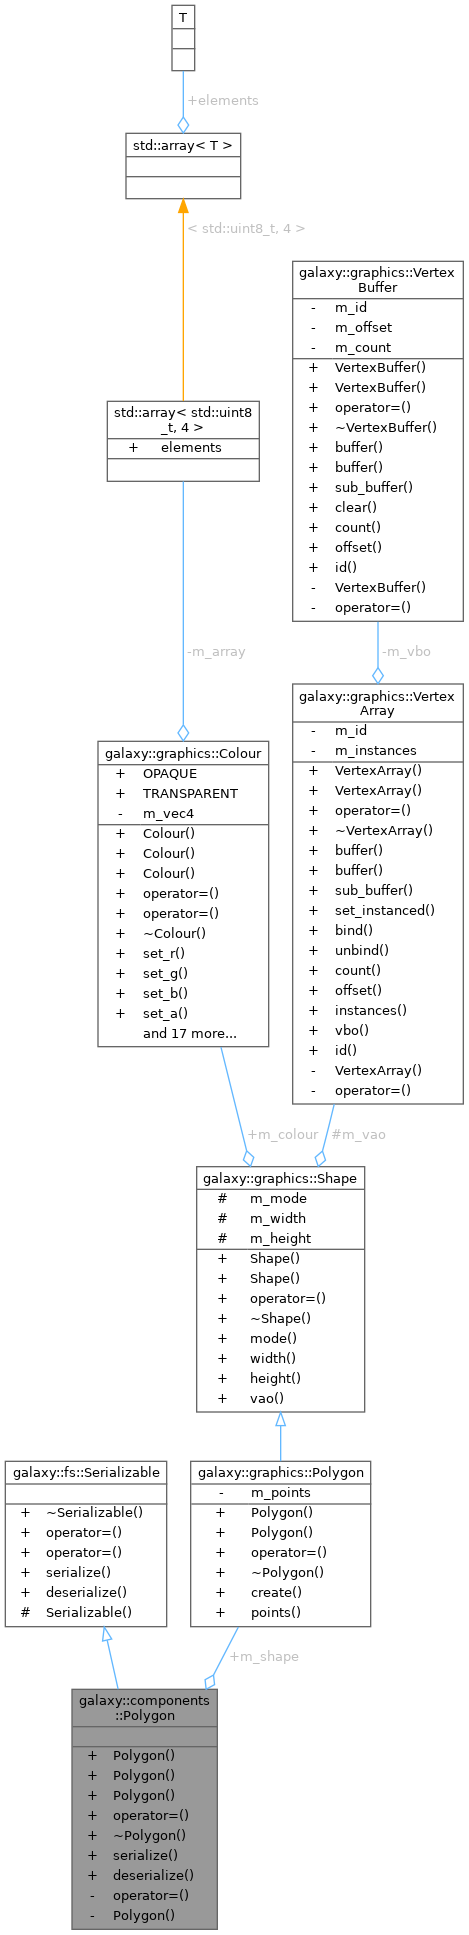 T
+elements
std::array< T >
< std::uint8_t, 4 >
galaxy::graphics::Vertex
Buffer
- m_id
- m_offset
- m_count
+ VertexBuffer()
+ VertexBuffer()
+ operator=()
+ ~VertexBuffer()
+ buffer()
+ buffer()
+ sub_buffer()
+ clear()
+ count()
+ offset()
+ id()
- VertexBuffer()
- operator=()
std::array< std::uint8
_t, 4 >
+ elements
-m_array
-m_vbo
galaxy::graphics::Vertex
Array
- m_id
- m_instances
+ VertexArray()
+ VertexArray()
+ operator=()
+ ~VertexArray()
+ buffer()
+ buffer()
+ sub_buffer()
+ set_instanced()
+ bind()
+ unbind()
+ count()
+ offset()
+ instances()
+ vbo()
+ id()
- VertexArray()
- operator=()
galaxy::graphics::Colour
+ OPAQUE
+ TRANSPARENT
- m_vec4
+ Colour()
+ Colour()
+ Colour()
+ operator=()
+ operator=()
+ ~Colour()
+ set_r()
+ set_g()
+ set_b()
+ set_a()
and 17 more...
+m_colour
#m_vao
galaxy::graphics::Shape
# m_mode
# m_width
# m_height
+ Shape()
+ Shape()
+ operator=()
+ ~Shape()
+ mode()
+ width()
+ height()
+ vao()
galaxy::fs::Serializable
+ ~Serializable()
+ operator=()
+ operator=()
+ serialize()
+ deserialize()
# Serializable()
galaxy::graphics::Polygon
- m_points
+ Polygon()
+ Polygon()
+ operator=()
+ ~Polygon()
+ create()
+ points()
+m_shape
galaxy::components
::Polygon
+ Polygon()
+ Polygon()
+ Polygon()
+ operator=()
+ ~Polygon()
+ serialize()
+ deserialize()
- operator=()
- Polygon()